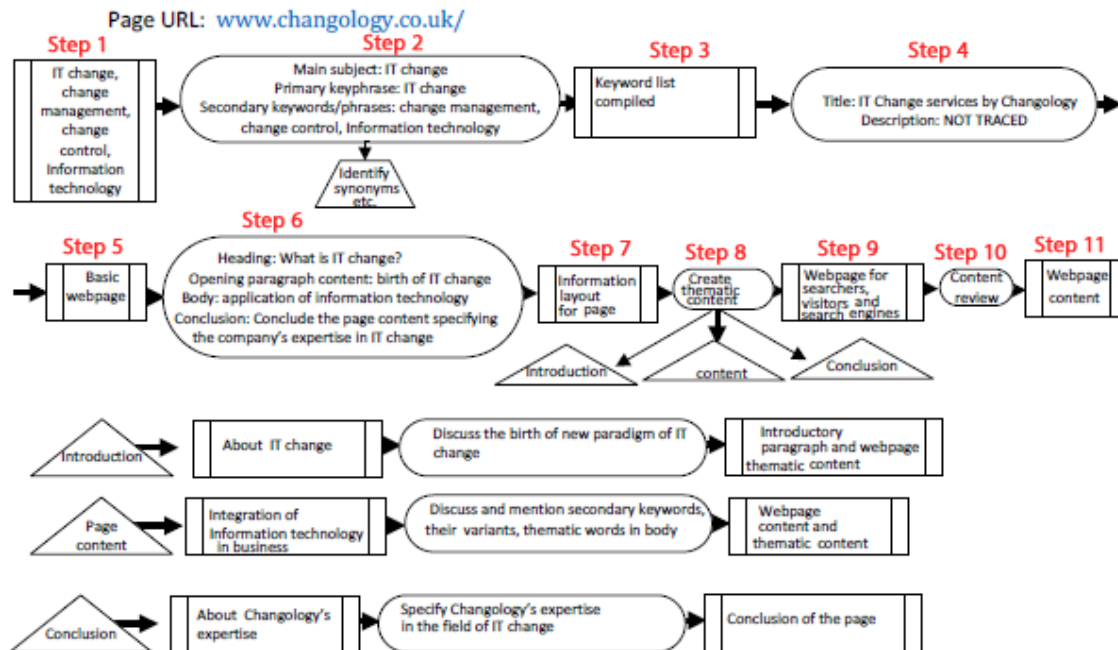 Page URL: www.changology.co.uk/
Step 1
Step 2
Step 3
Step 4
IT change,
change
management,
change
control,
Information
technology
Main subject: IT change
Primary keyphrase: IT change
Secondary keywords/phrases: change management,
change control, Information technology
Identify
synonyms
etc.
Keyword list
compiled
Title: IT Change services by Changology
Description: NOT TRACED
Step 5
Step 6
Step 7
Step 8
Step 9
Step 10
Step 11
Basic
webpage
Heading: What is IT change?
Opening paragraph content: birth of IT change
Body: application of information technology
Conclusion: Conclude the page content specifying
the company's expertise in IT change
Information
layout
for page
Create
thematic
content
Webpage for
searchers,
visitors and
search engines
Content
review
Webpage
content
Introduction
content
Conclusion
Introduction
About IT change
Discuss the birth of new paradigm of IT
change
Introductory
paragraph and webpage
thematic content
Page
content
Integration of
Information technology
in business
Discuss and mention secondary keywords,
their variants, thematic words in body
Webpage
content and
thematic content
Conclusion
About Changology's
expertise
Specify Changology's expertise
in the field of IT change
Conclusion of the page